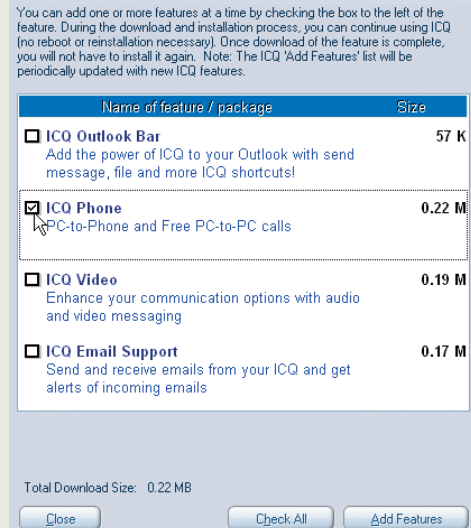 You can add one or more features at a time by checking the box to the left of the
feature. During the download and installation process, you can continue using ICQ
(no reboot or reinstallation necessary). Once download of the feature is complete,
you will not have to install it again.  Note: The ICQ 'Add Features' list will be
periodically updated with new ICQ features.
Name of feature / package Size
ICQ Outlook Bar 57 K
Add the power of ICQ to your Outlook with send
message, file and more ICQ shortcuts!
ICQ Phone 0.22 M
PC-to-Phone and Free PC-to-PC calls
ICQ Video 0.19 M
Enhance your communication options with audio
and video messaging
ICQ Email Support 0.17 M
Send and receive emails from your ICQ and get
alerts of incoming emails
Total Download Size: 0.22 MB
Close Check All Add Features